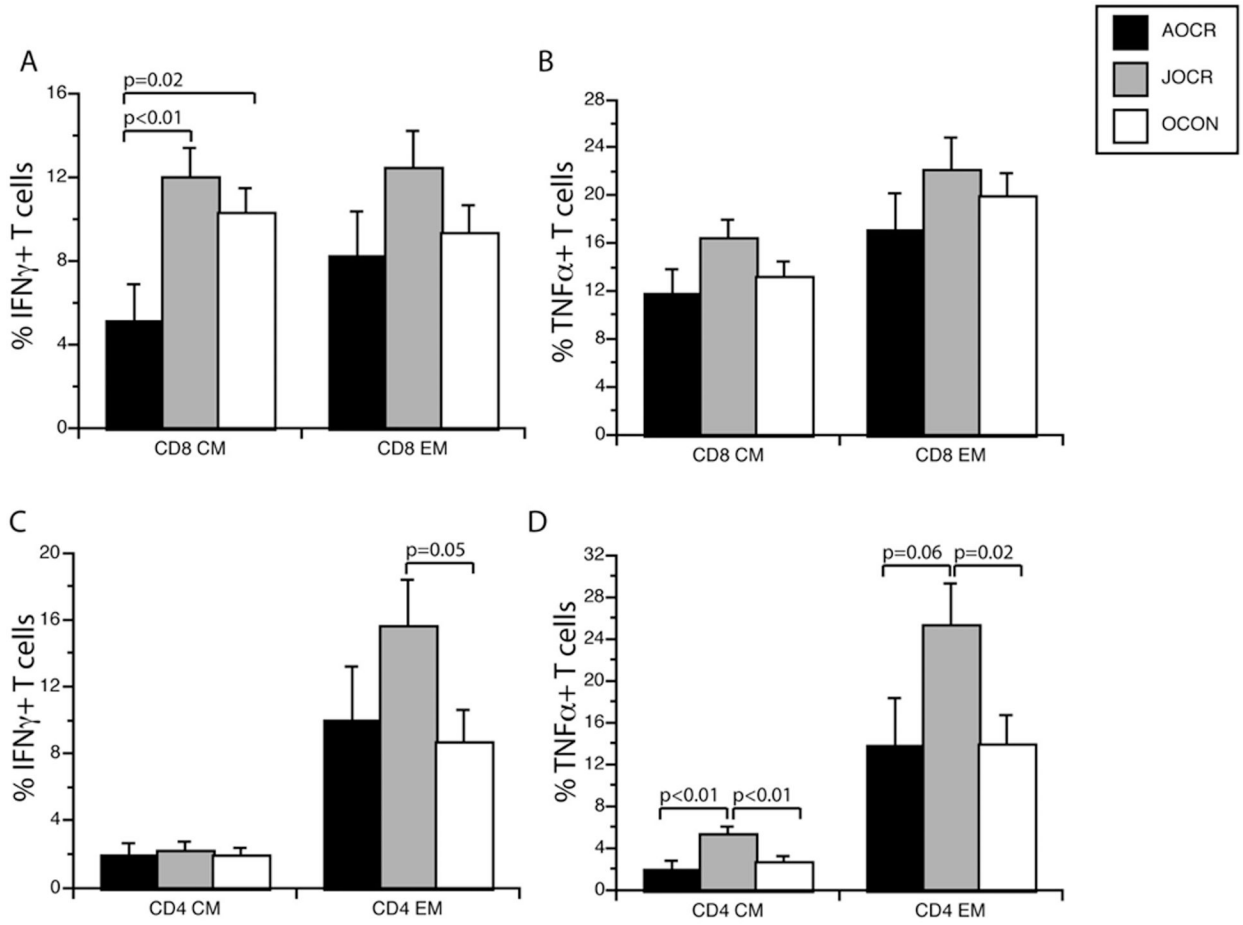 AOCR
JOCR
OCON
A
p=0.02
p<0.01
16
12
8
4
0
% IFNγ+ T cells
CD8 CM
CD8 EM
B
28
24
20
16
12
8
4
0
% TNFα+ T cells
CD8 CM
CD8 EM
C
p=0.05
20
16
12
8
4
0
% IFNγ+ T cells
CD4 CM
CD4 EM
D
p=0.06 p=0.02
p<0.01 p<0.01
32
28
24
20
16
12
8
4
0
% TNFα+ T cells
CD4 CM
CD4 EM